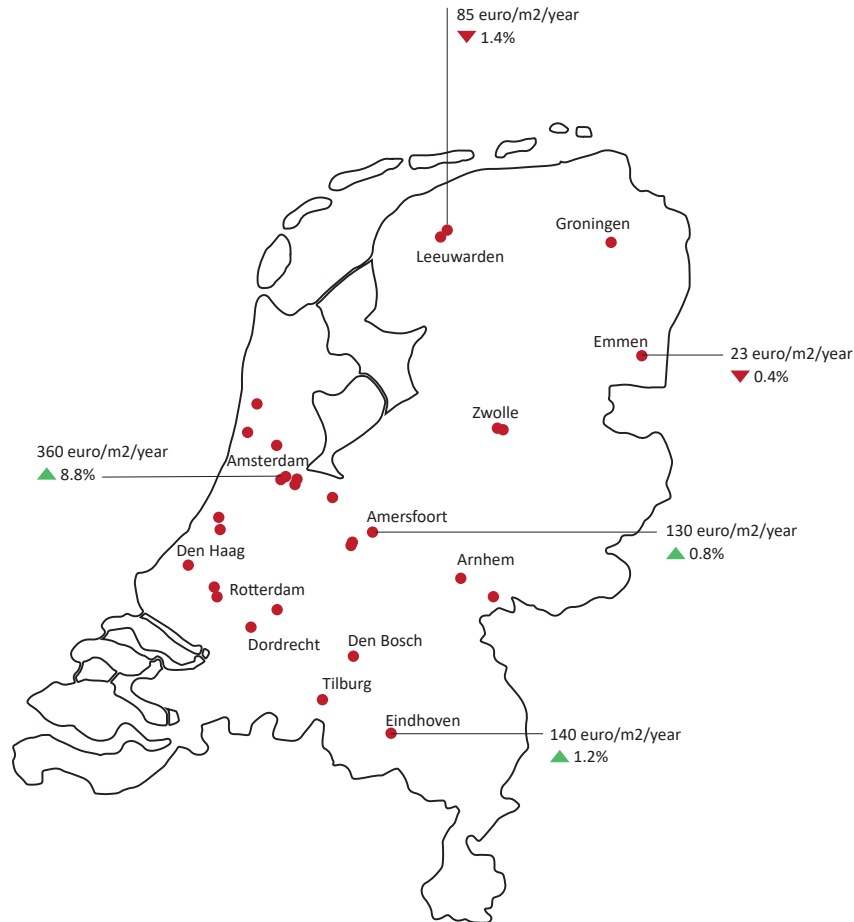 85 euro/m2/year
1.4%
Groningen
Leeuwarden
Emmen
23 euro/m2/year
0.4%
Zwolle
360 euro/m2/year
8.8%
Amsterdam
Amersfoort
130 euro/m2/year
0.8%
Den Haag
Arnhem
Rotterdam
Dordrecht
Den Bosch
Tilburg
Eindhoven
140 euro/m2/year
1.2%